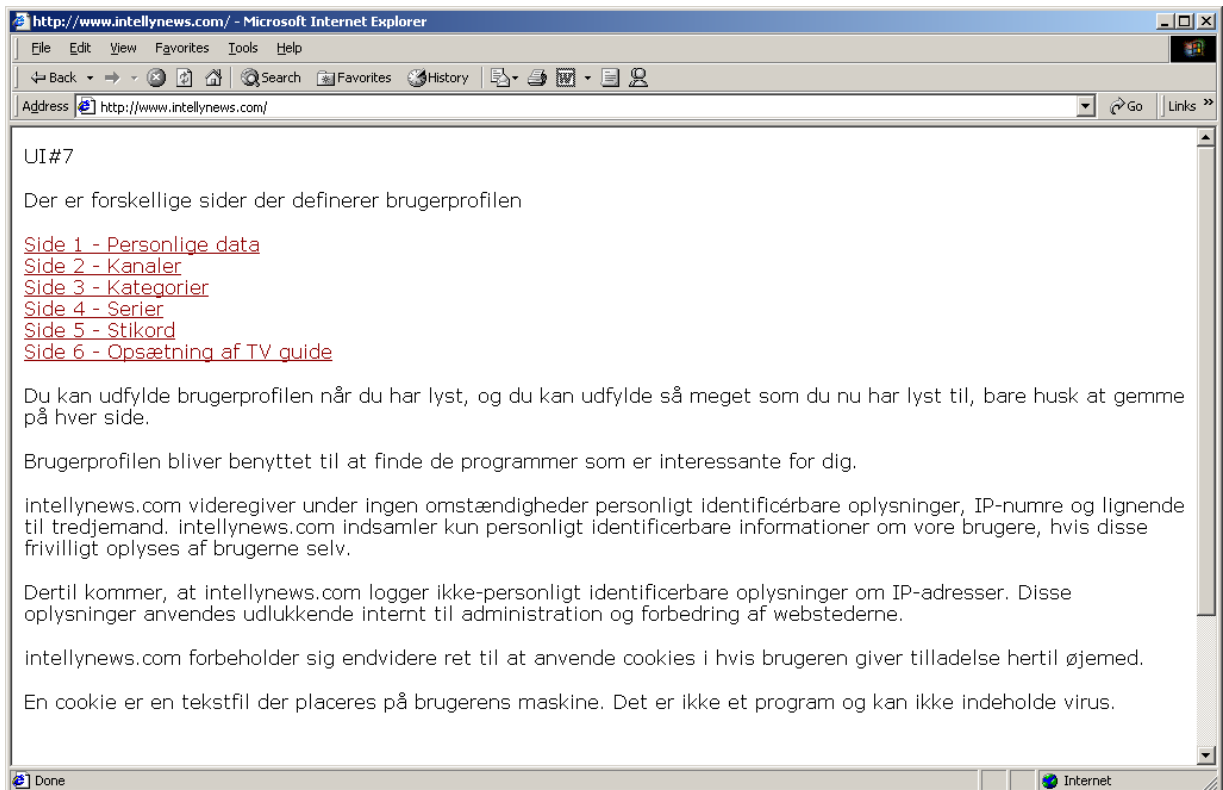 http://www.intellynews.com/ - Microsoft Internet Explorer
File Edit View Favorites Tools Help
Back Search Favorites History
Address http://www.intellynews.com/ Go Links »
UI#7
Der er forskellige sider der definerer brugerprofilen
Side 1 - Personlige data
Side 2 - Kanaler
Side 3 - Kategorier
Side 4 - Serier
Side 5 - Stikord
Side 6 - Opsætning af TV guide
Du kan udfylde brugerprofilen når du har lyst, og du kan udfylde så meget som du nu har lyst til, bare husk at gemme
på hver side.
Brugerprofilen bliver benyttet til at finde de programmer som er interessante for dig.
intellynews.com videregiver under ingen omstændigheder personligt identificérbare oplysninger, IP-numre og lignende
til tredjemand. intellynews.com indsamler kun personligt identificerbare informationer om vore brugere, hvis disse
frivilligt oplyses af brugerne selv.
Dertil kommer, at intellynews.com logger ikke-personligt identificerbare oplysninger om IP-adresser. Disse
oplysninger anvendes udlukkende internt til administration og forbedring af webstederne.
intellynews.com forbeholder sig endvidere ret til at anvende cookies i hvis brugeren giver tilladelse hertil øjemed.
En cookie er en tekstfil der placeres på brugerens maskine. Det er ikke et program og kan ikke indeholde virus.
Done Internet